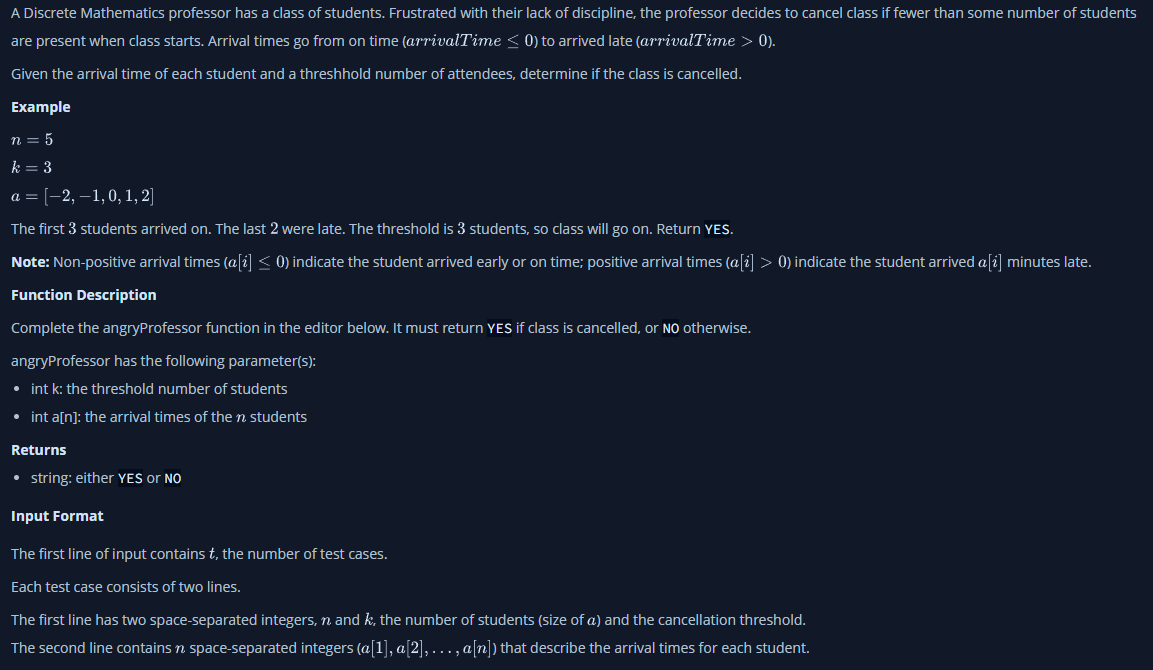 A Discrete Mathematics professor has a class of students. Frustrated with their lack of discipline, the professor decides to cancel class if fewer than some number of students
are present when class starts. Arrival times go from on time (arrivalTime ≤ 0) to arrived late (arrivalTime > 0).
Given the arrival time of each student and a threshhold number of attendees, determine if the class is cancelled.
Example
n = 5
k = 3
a = [−2, −1, 0, 1, 2]
The first 3 students arrived on. The last 2 were late. The threshold is 3 students, so class will go on. Return YES.
Note: Non-positive arrival times (a[i] ≤ 0) indicate the student arrived early or on time; positive arrival times (a[i] > 0) indicate the student arrived a[i] minutes late.
Function Description
Complete the angryProfessor function in the editor below. It must return YES if class is cancelled, or NO otherwise.
angryProfessor has the following parameter(s):
• int k: the threshold number of students
• int a[n]: the arrival times of the n students
Returns
• string: either YES or NO
Input Format
The first line of input contains t, the number of test cases.
Each test case consists of two lines.
The first line has two space-separated integers, n and k, the number of students (size of a) and the cancellation threshold.
The second line contains n space-separated integers (a[1], a[2], . . . , a[n]) that describe the arrival times for each student.